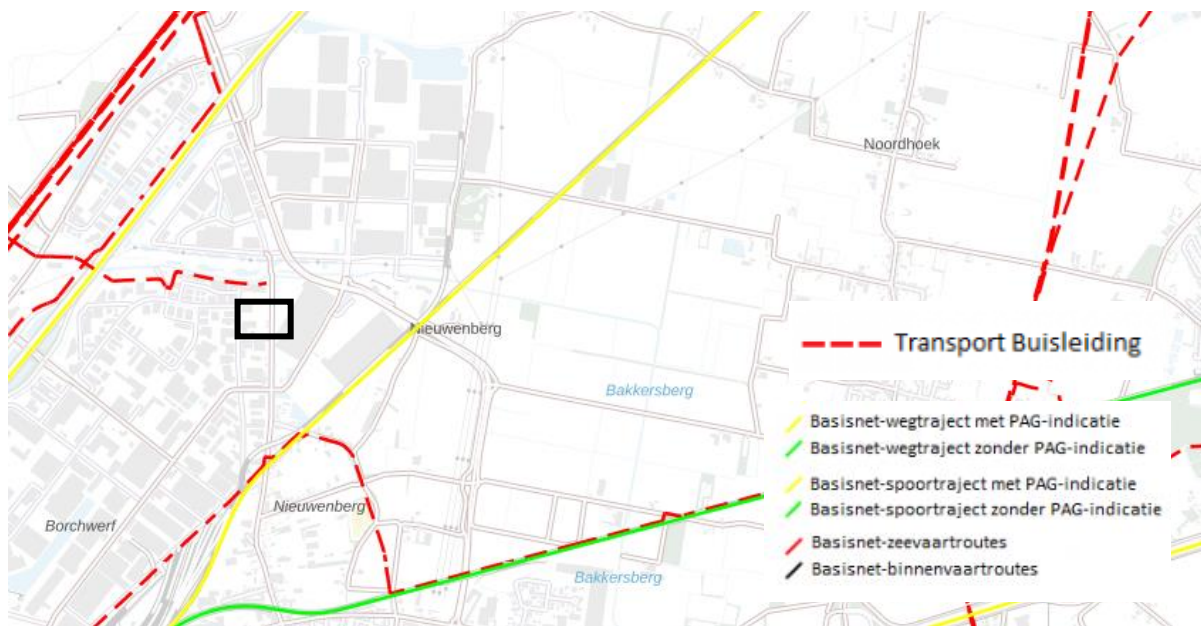 Noordhoek
Nieuwenberg
Transport Buisleiding
Bakkersberg
Basisnet-wegtraject met PAG-indicatie
Basisnet-wegtraject zonder PAG-indicatie
Basisnet-spoortraject met PAG-indicatie
Nieuwenberg
Basisnet-spoortraject zonder PAG-indicatie
Borchwerf
Basisnet-zeevaartroutes
Basisnet-binnenvaartroutes
Bakkersberg